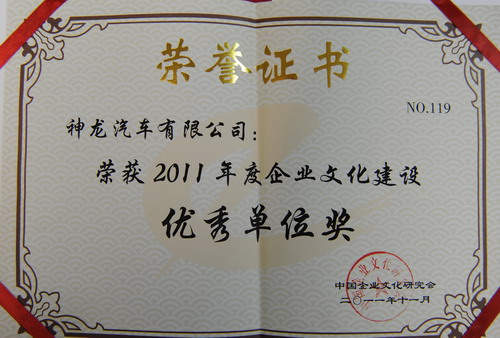 荣誉证书
NO.119
神龙汽车有限公司：
荣获2011年度企业文化建设
优秀单位奖
中国企业文化研究会
二〇一一年十一月